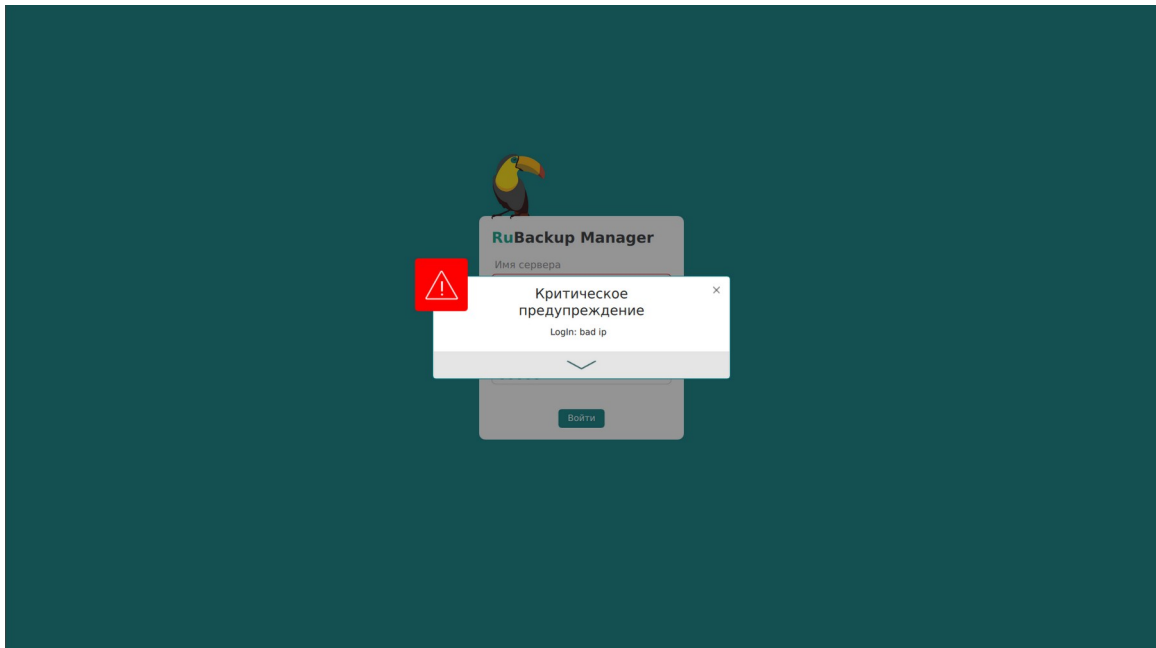 RuBackup Manager
Имя сервера
Критическое
предупреждение
LogIn: bad ip
Войти